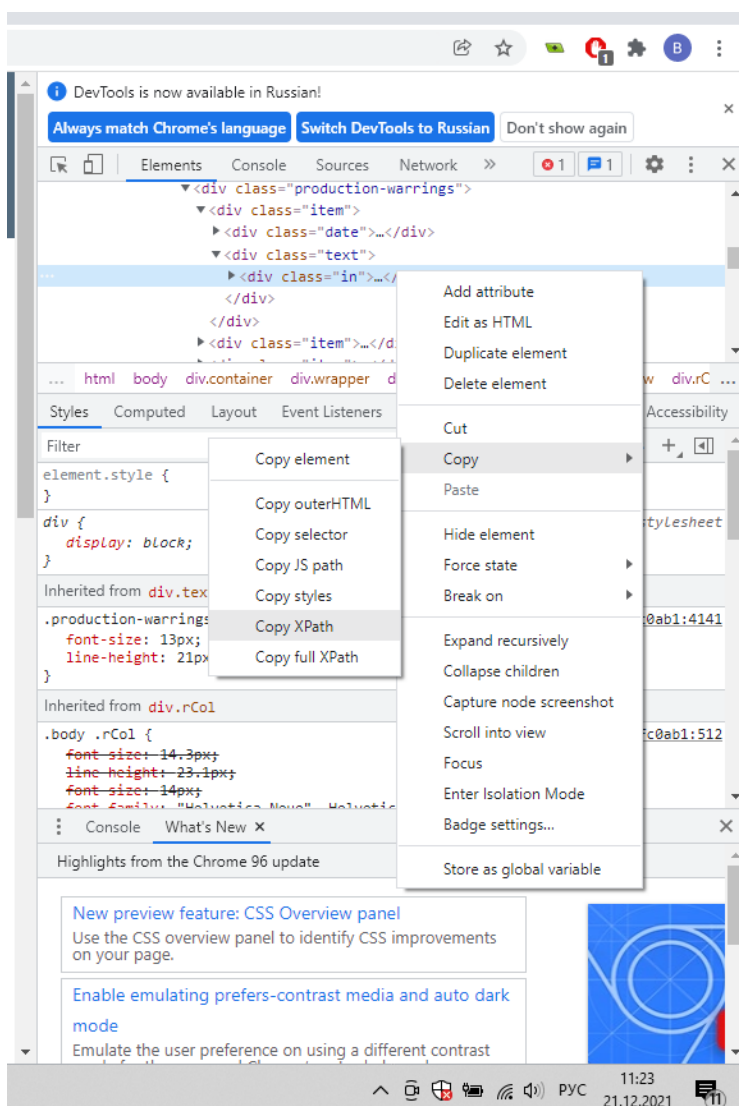 B
1
DevTools is now available in Russian!
Always match Chrome's language Switch DevTools to Russian Don't show again
Elements Console Sources Network » 1 1
▼<div class="production-warrings">
▼<div class="item">
▶<div class="date">…</div>
▼<div class="text">
… ▶<div class="in">…</
</div>
</div>
▶<div class="item">…</d
... html body div.container div.wrapper d w div.rC ...
Styles Computed Layout Event Listeners Accessibility
Filter
element.style {
}
div { stylesheet
display: block;
}
Inherited from div.tex
.production-warrings :0ab1:4141
font-size: 13px;
line-height: 21px
}
Inherited from div.rCol
.body .rCol { fc0ab1:512
font-size: 14.3px;
line-height: 23.1px;
font-size: 14px;
font-family: "Helvetica Neue", Helvetic
Add attribute
Edit as HTML
Duplicate element
Delete element
Cut
Copy
Paste
Hide element
Force state
Break on
Expand recursively
Collapse children
Capture node screenshot
Scroll into view
Focus
Enter Isolation Mode
Badge settings...
Store as global variable
Copy element
Copy outerHTML
Copy selector
Copy JS path
Copy styles
Copy XPath
Copy full XPath
Console What's New ×
Highlights from the Chrome 96 update
New preview feature: CSS Overview panel
Use the CSS overview panel to identify CSS improvements
on your page.
Enable emulating prefers-contrast media and auto dark
mode
Emulate the user preference on using a different contrast
РУС
11:23
21.12.2021
11